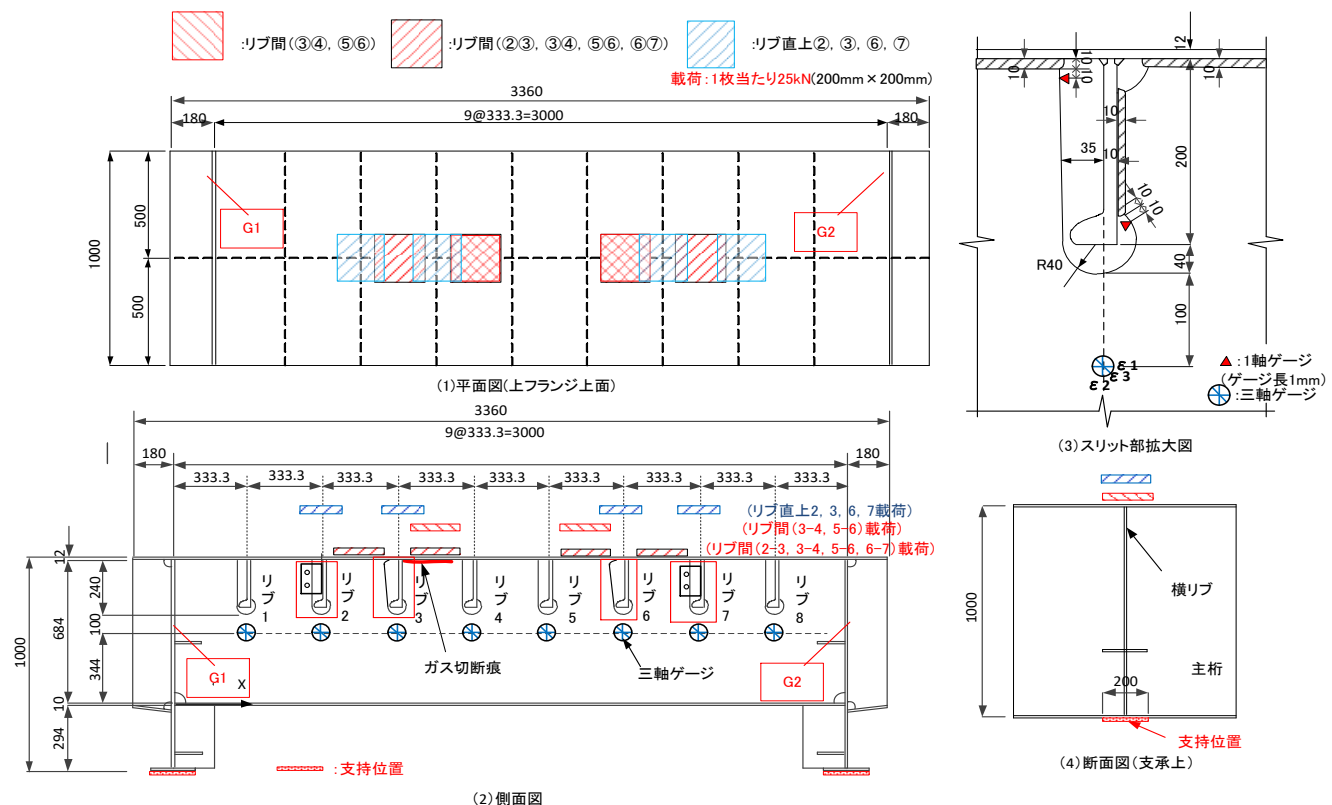 :リブ間(③④, ⑤⑥)
:リブ間(②③, ③④, ⑤⑥, ⑥⑦)
:リブ直上②, ③, ⑥, ⑦
載荷:1枚当たり25kN(200mm×200mm)
3360
180
9@333.3=3000
180
1000
500
500
G1
G2
(1)平面図(上フランジ上面)
12
10
10
10
10
10
35
10
200
10
10
R40
40
100
ε1
ε3
ε2
▲:1軸ゲージ
(ゲージ長1mm)
:三軸ゲージ
(3)スリット部拡大図
3360
9@333.3=3000
180
180
333.3
333.3
333.3
333.3
333.3
333.3
333.3
333.3
333.3
(リブ直上2, 3, 6, 7載荷)
(リブ間(3-4, 5-6)載荷)
(リブ間(2-3, 3-4, 5-6, 6-7)載荷)
12
240
100
684
344
10
294
1000
リブ1
リブ2
リブ3
リブ4
リブ5
リブ6
リブ7
リブ8
ガス切断痕
三軸ゲージ
G1
X
G2
:支持位置
(2)側面図
1000
横リブ
主桁
200
支持位置
(4)断面図(支承上)